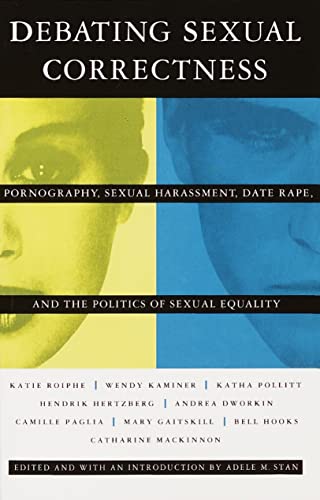 DEBATING SEXUAL
CORRECTNESS
PORNOGRAPHY, SEXUAL HARASSMENT, DATE RAPE,
AND THE POLITICS OF SEXUAL EQUALITY
KATIE ROIPHE | WENDY KAMINER | KATHA POLLITT
HENDRIK HERTZBERG | ANDREA DWORKIN
CAMILLE PAGLIA | MARY GAITSKILL | BELL HOOKS
CATHARINE MACKINNON
EDITED AND WITH AN INTRODUCTION BY ADELE M. STAN